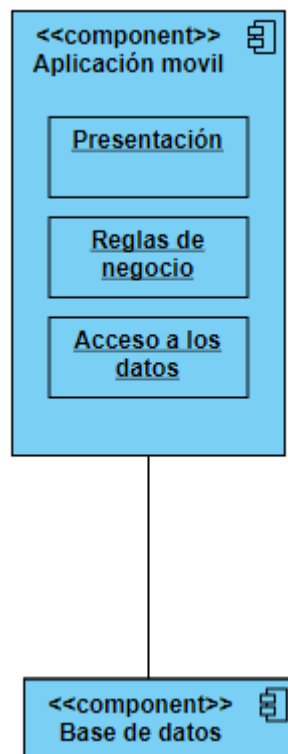 <<component>>
Aplicación movil
Presentación
Reglas de
negocio
Acceso a los
datos
<<component>>
Base de datos